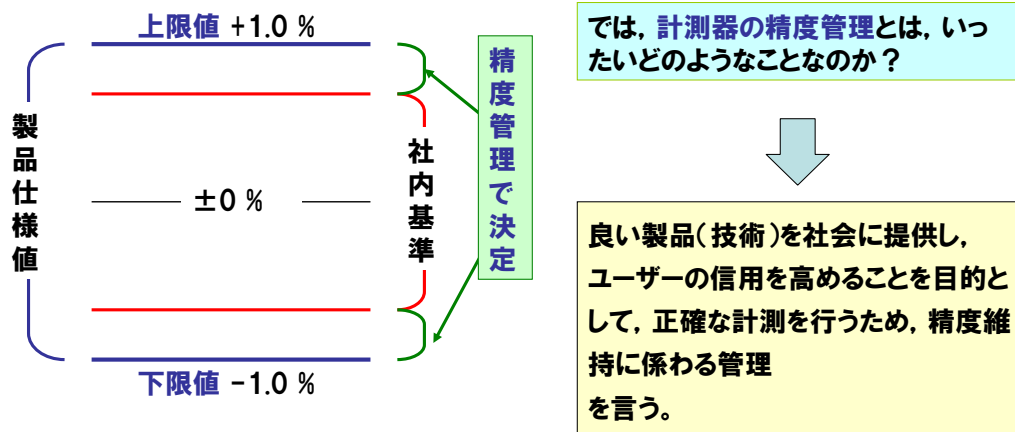 上限値 +1.0 %
製品仕様値
±0 %
社内基準
精度管理で決定
下限値 -1.0 %
では，計測器の精度管理とは，いっ
たいどのようなことなのか？
良い製品（技術）を社会に提供し，
ユーザーの信用を高めることを目的と
して，正確な計測を行うため，精度維
持に係わる管理
を言う。